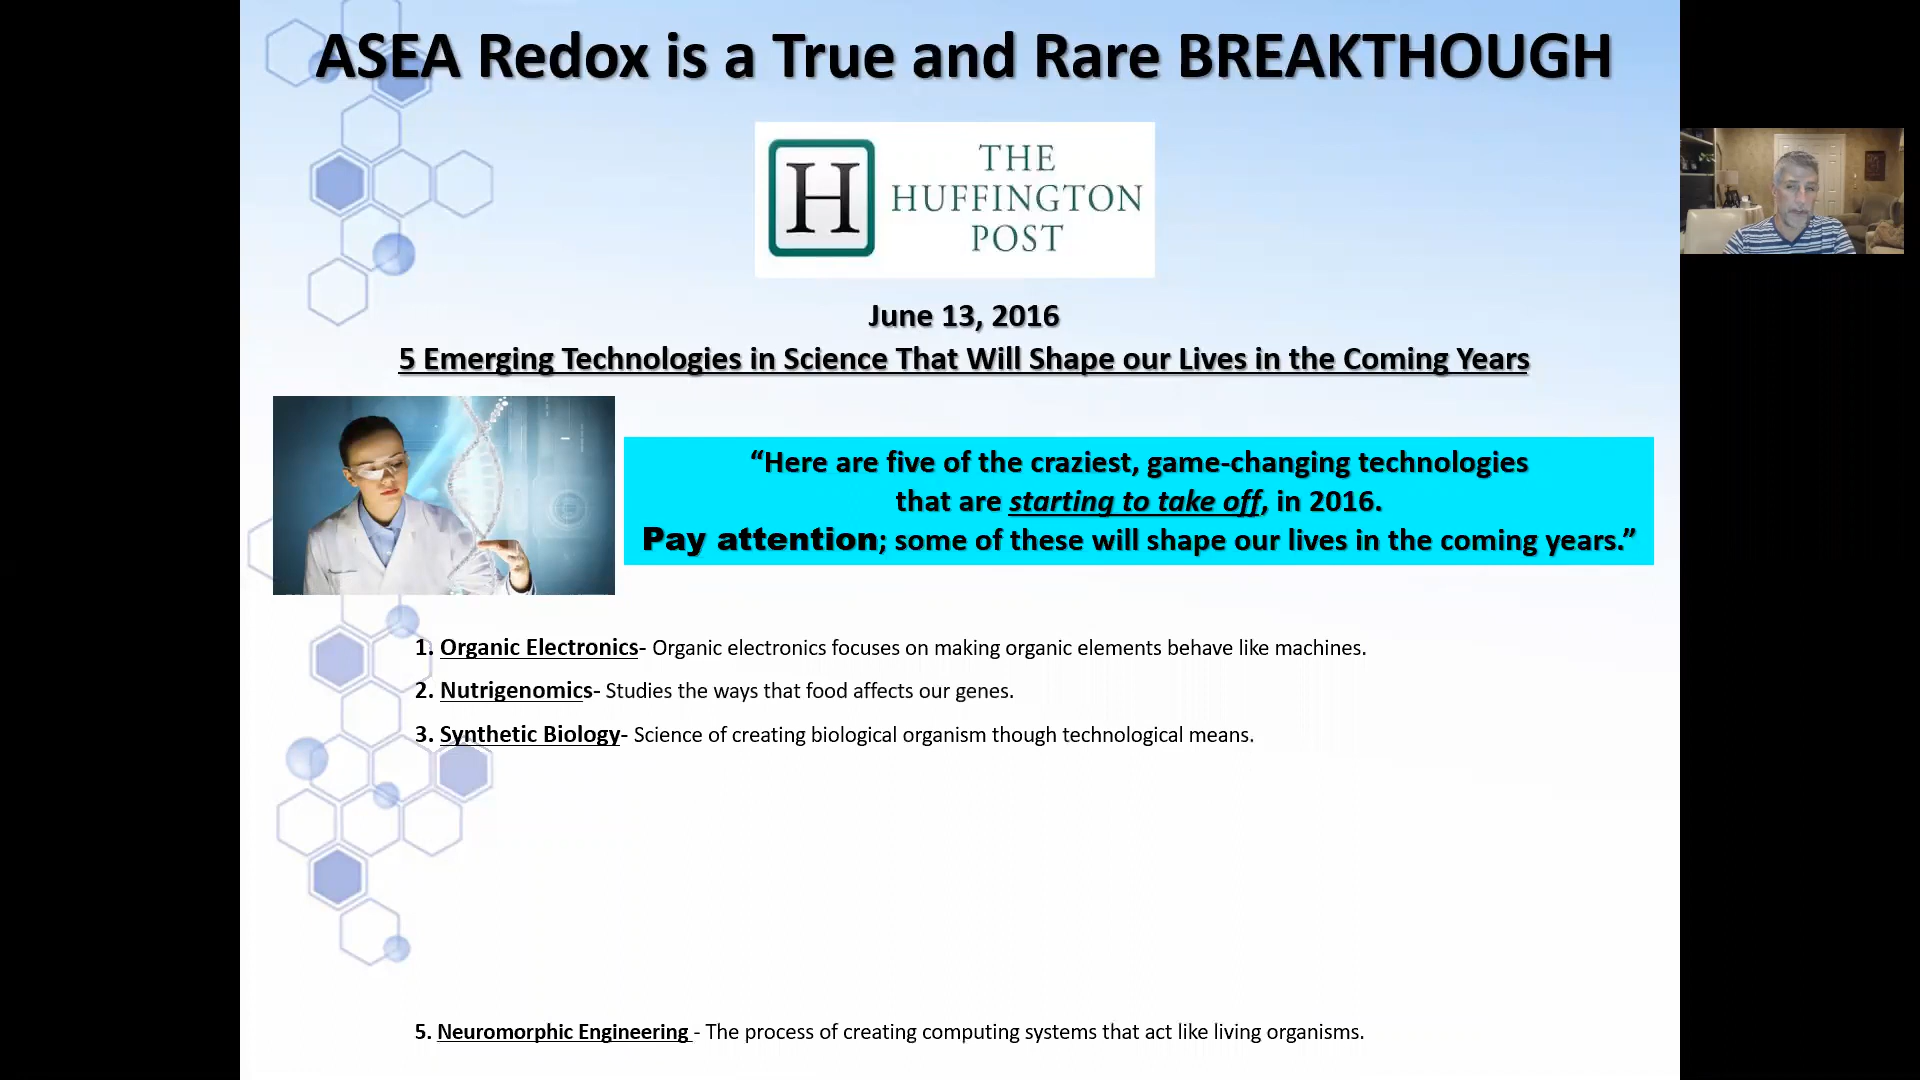 ASEA Redox is a True and Rare BREAKTHOUGH
H
THE
HUFFINGTON
POST
June 13, 2016
5 Emerging Technologies in Science That Will Shape our Lives in the Coming Years
“Here are five of the craziest, game-changing technologies
that are starting to take off, in 2016.
Pay attention; some of these will shape our lives in the coming years.”
1. Organic Electronics- Organic electronics focuses on making organic elements behave like machines.
2. Nutrigenomics- Studies the ways that food affects our genes.
3. Synthetic Biology- Science of creating biological organism though technological means.
5. Neuromorphic Engineering - The process of creating computing systems that act like living organisms.